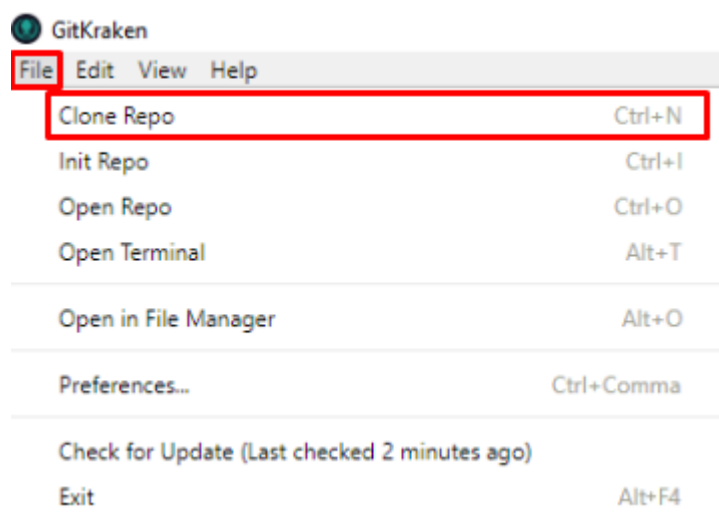 GitKraken
File Edit View Help
Clone Repo Ctrl+N
Init Repo Ctrl+I
Open Repo Ctrl+O
Open Terminal Alt+T
Open in File Manager Alt+O
Preferences... Ctrl+Comma
Check for Update (Last checked 2 minutes ago)
Exit Alt+F4